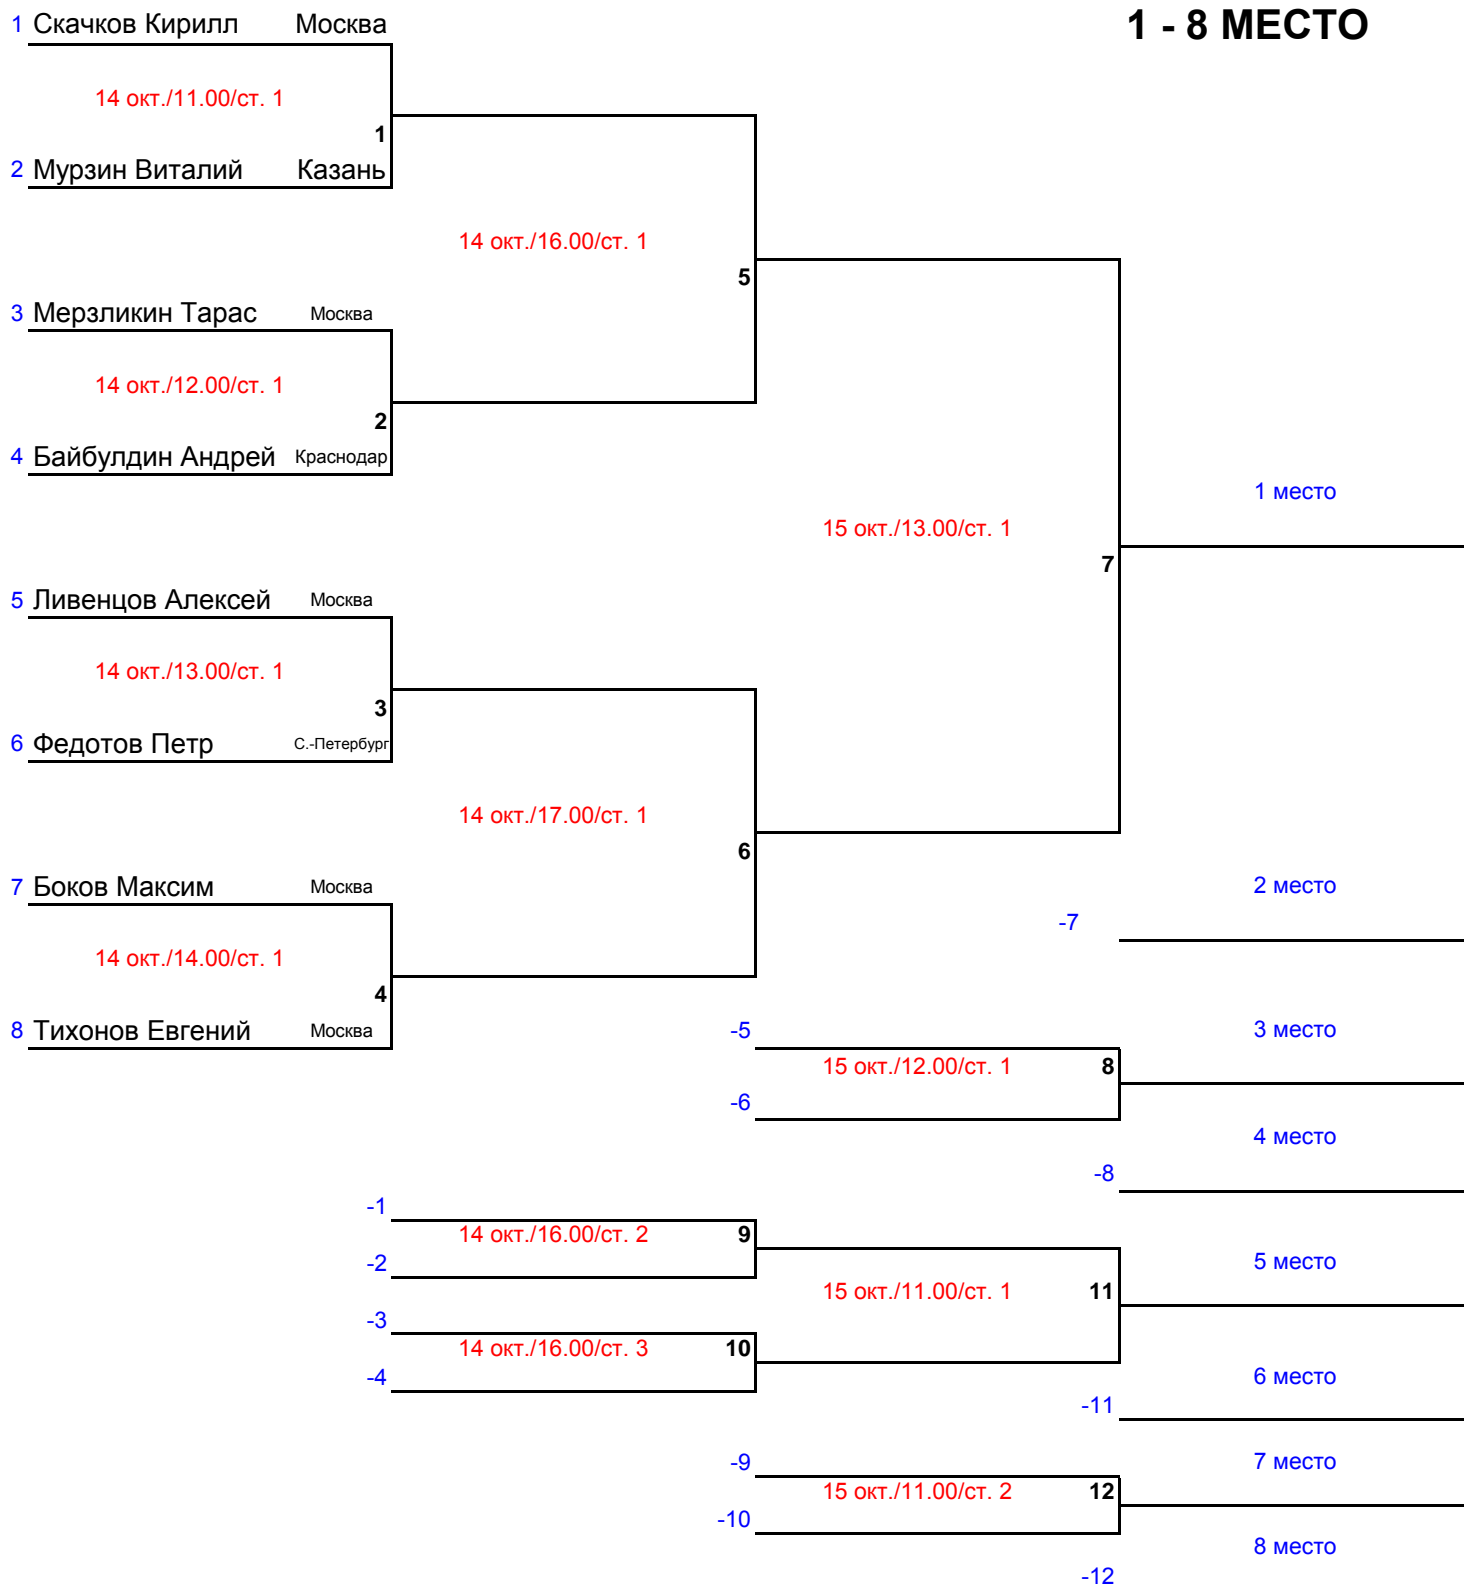 1 - 8 МЕСТО
1 Скачков Кирилл Москва
14 окт./11.00/ст. 1
1
2 Мурзин Виталий Казань
14 окт./16.00/ст. 1
5
3 Мерзликин Тарас Москва
14 окт./12.00/ст. 1
2
4 Байбулдин Андрей Краснодар
1 место
15 окт./13.00/ст. 1
7
5 Ливенцов Алексей Москва
14 окт./13.00/ст. 1
3
6 Федотов Петр С.-Петербург
14 окт./17.00/ст. 1
6
7 Боков Максим Москва
2 место
-7
14 окт./14.00/ст. 1
4
8 Тихонов Евгений Москва
-5
3 место
15 окт./12.00/ст. 1 8
-6
4 место
-8
-1
14 окт./16.00/ст. 2 9
-2
5 место
15 окт./11.00/ст. 1 11
-3
14 окт./16.00/ст. 3 10
-4
6 место
-11
-9
7 место
15 окт./11.00/ст. 2 12
-10
8 место
-12